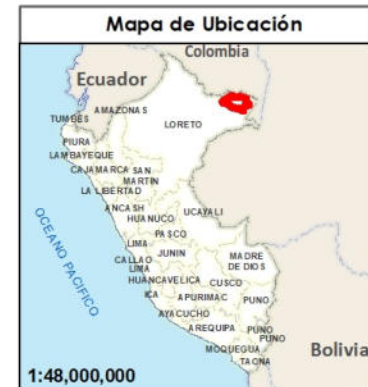 Mapa de Ubicación
Colombia
Ecuador
AMAZONAS
TUMBES
LORETO
PIURA
LAMBAYEQUE
CAJAMARCA
SAN
MARTIN
LA LIBERTAD
ANCASH
HUANUCO
UCAYALI
PASCO
LIMA
JUNIN
CALLAO
LIMA
MADRE
DE DIOS
HUANCAVELICA
CUSCO
ICA
APURIMAC
PUNO
AYACUCHO
AREQUIPA
PUNO
PUNO
MOQUEGUA
TACNA
Bolivia
OCEANO PACIFICO
1:48,000,000